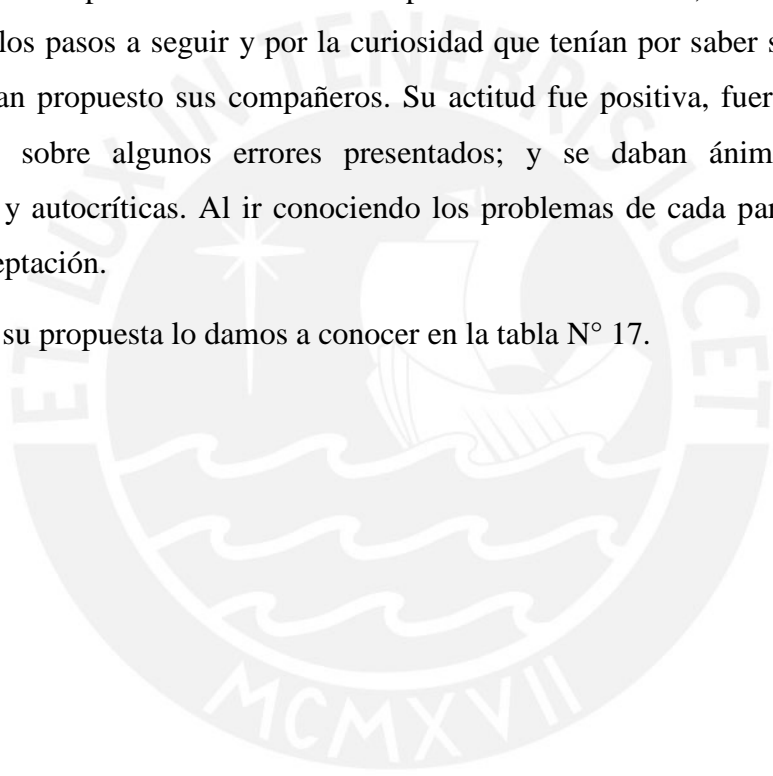 los pasos a seguir y por la curiosidad que tenían por saber s
an propuesto sus compañeros. Su actitud fue positiva, fuer
sobre algunos errores presentados; y se daban ánim
y autocríticas. Al ir conociendo los problemas de cada par
eptación.
su propuesta lo damos a conocer en la tabla N° 17.
ET LUX IN TENEBRIS LUCET
MCMXVII